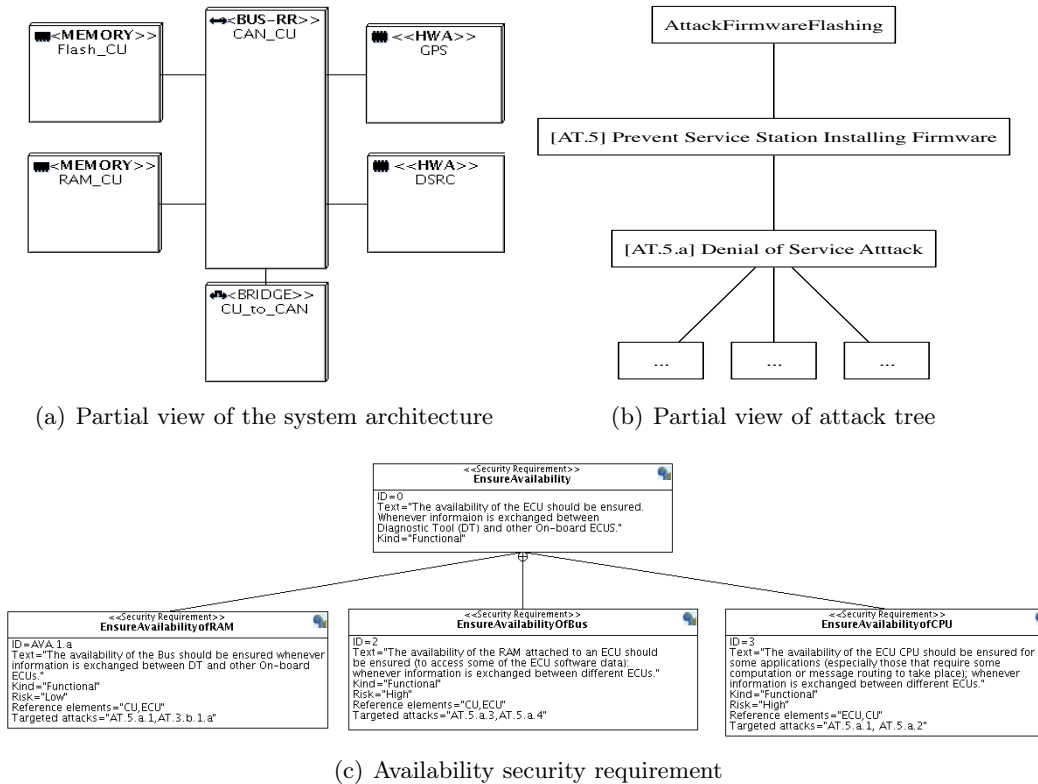 <MEMORY>>
Flash_CU
<BUS-RR>>
CAN_CU
<<HWA>>
GPS
<MEMORY>>
RAM_CU
<<HWA>>
DSRC
<BRIDGE>>
CU_to_CAN
(a) Partial view of the system architecture
AttackFirmwareFlashing
[AT.5] Prevent Service Station Installing Firmware
[AT.5.a] Denial of Service Atttack
...
...
...
(b) Partial view of attack tree
<<Security Requirement>>
EnsureAvailability
ID=0
Text="The availability of the ECU should be ensured.
Whenever informaion is exchanged between
Diagnostic Tool (DT) and other On-board ECUS."
Kind="Functional"
<<Security Requirement>>
EnsureAvailabilityofRAM
ID=AVA.1.a
Text="The availability of the Bus should be ensured whenever
information is exchanged between DT and other On-board
ECUs."
Kind="Functional"
Risk="Low"
Reference elements="CU,ECU"
Targeted attacks="AT.5.a.1,AT.3.b.1.a"
<<Security Requirement>>
EnsureAvailabilityOfBus
ID=2
Text="The availability of the RAM attached to an ECU should
be ensured (to access some of the ECU software data):
whenever information is exchanged between different ECUs."
Kind="Functional"
Risk="High"
Reference elements="CU,ECU"
Targeted attacks="AT.5.a.3,AT.5.a.4"
<<Security Requirement>>
EnsureAvailabilityofCPU
ID=3
Text="The availability of the ECU CPU should be ensured for
some applications (especially those that require some
computation or message routing to take place); whenever
information is exchanged between different ECUs."
Kind="Functional"
Risk="High"
Reference elements="ECU,CU"
Targeted attacks="AT.5.a.1, AT.5.a.2"
(c) Availability security requirement